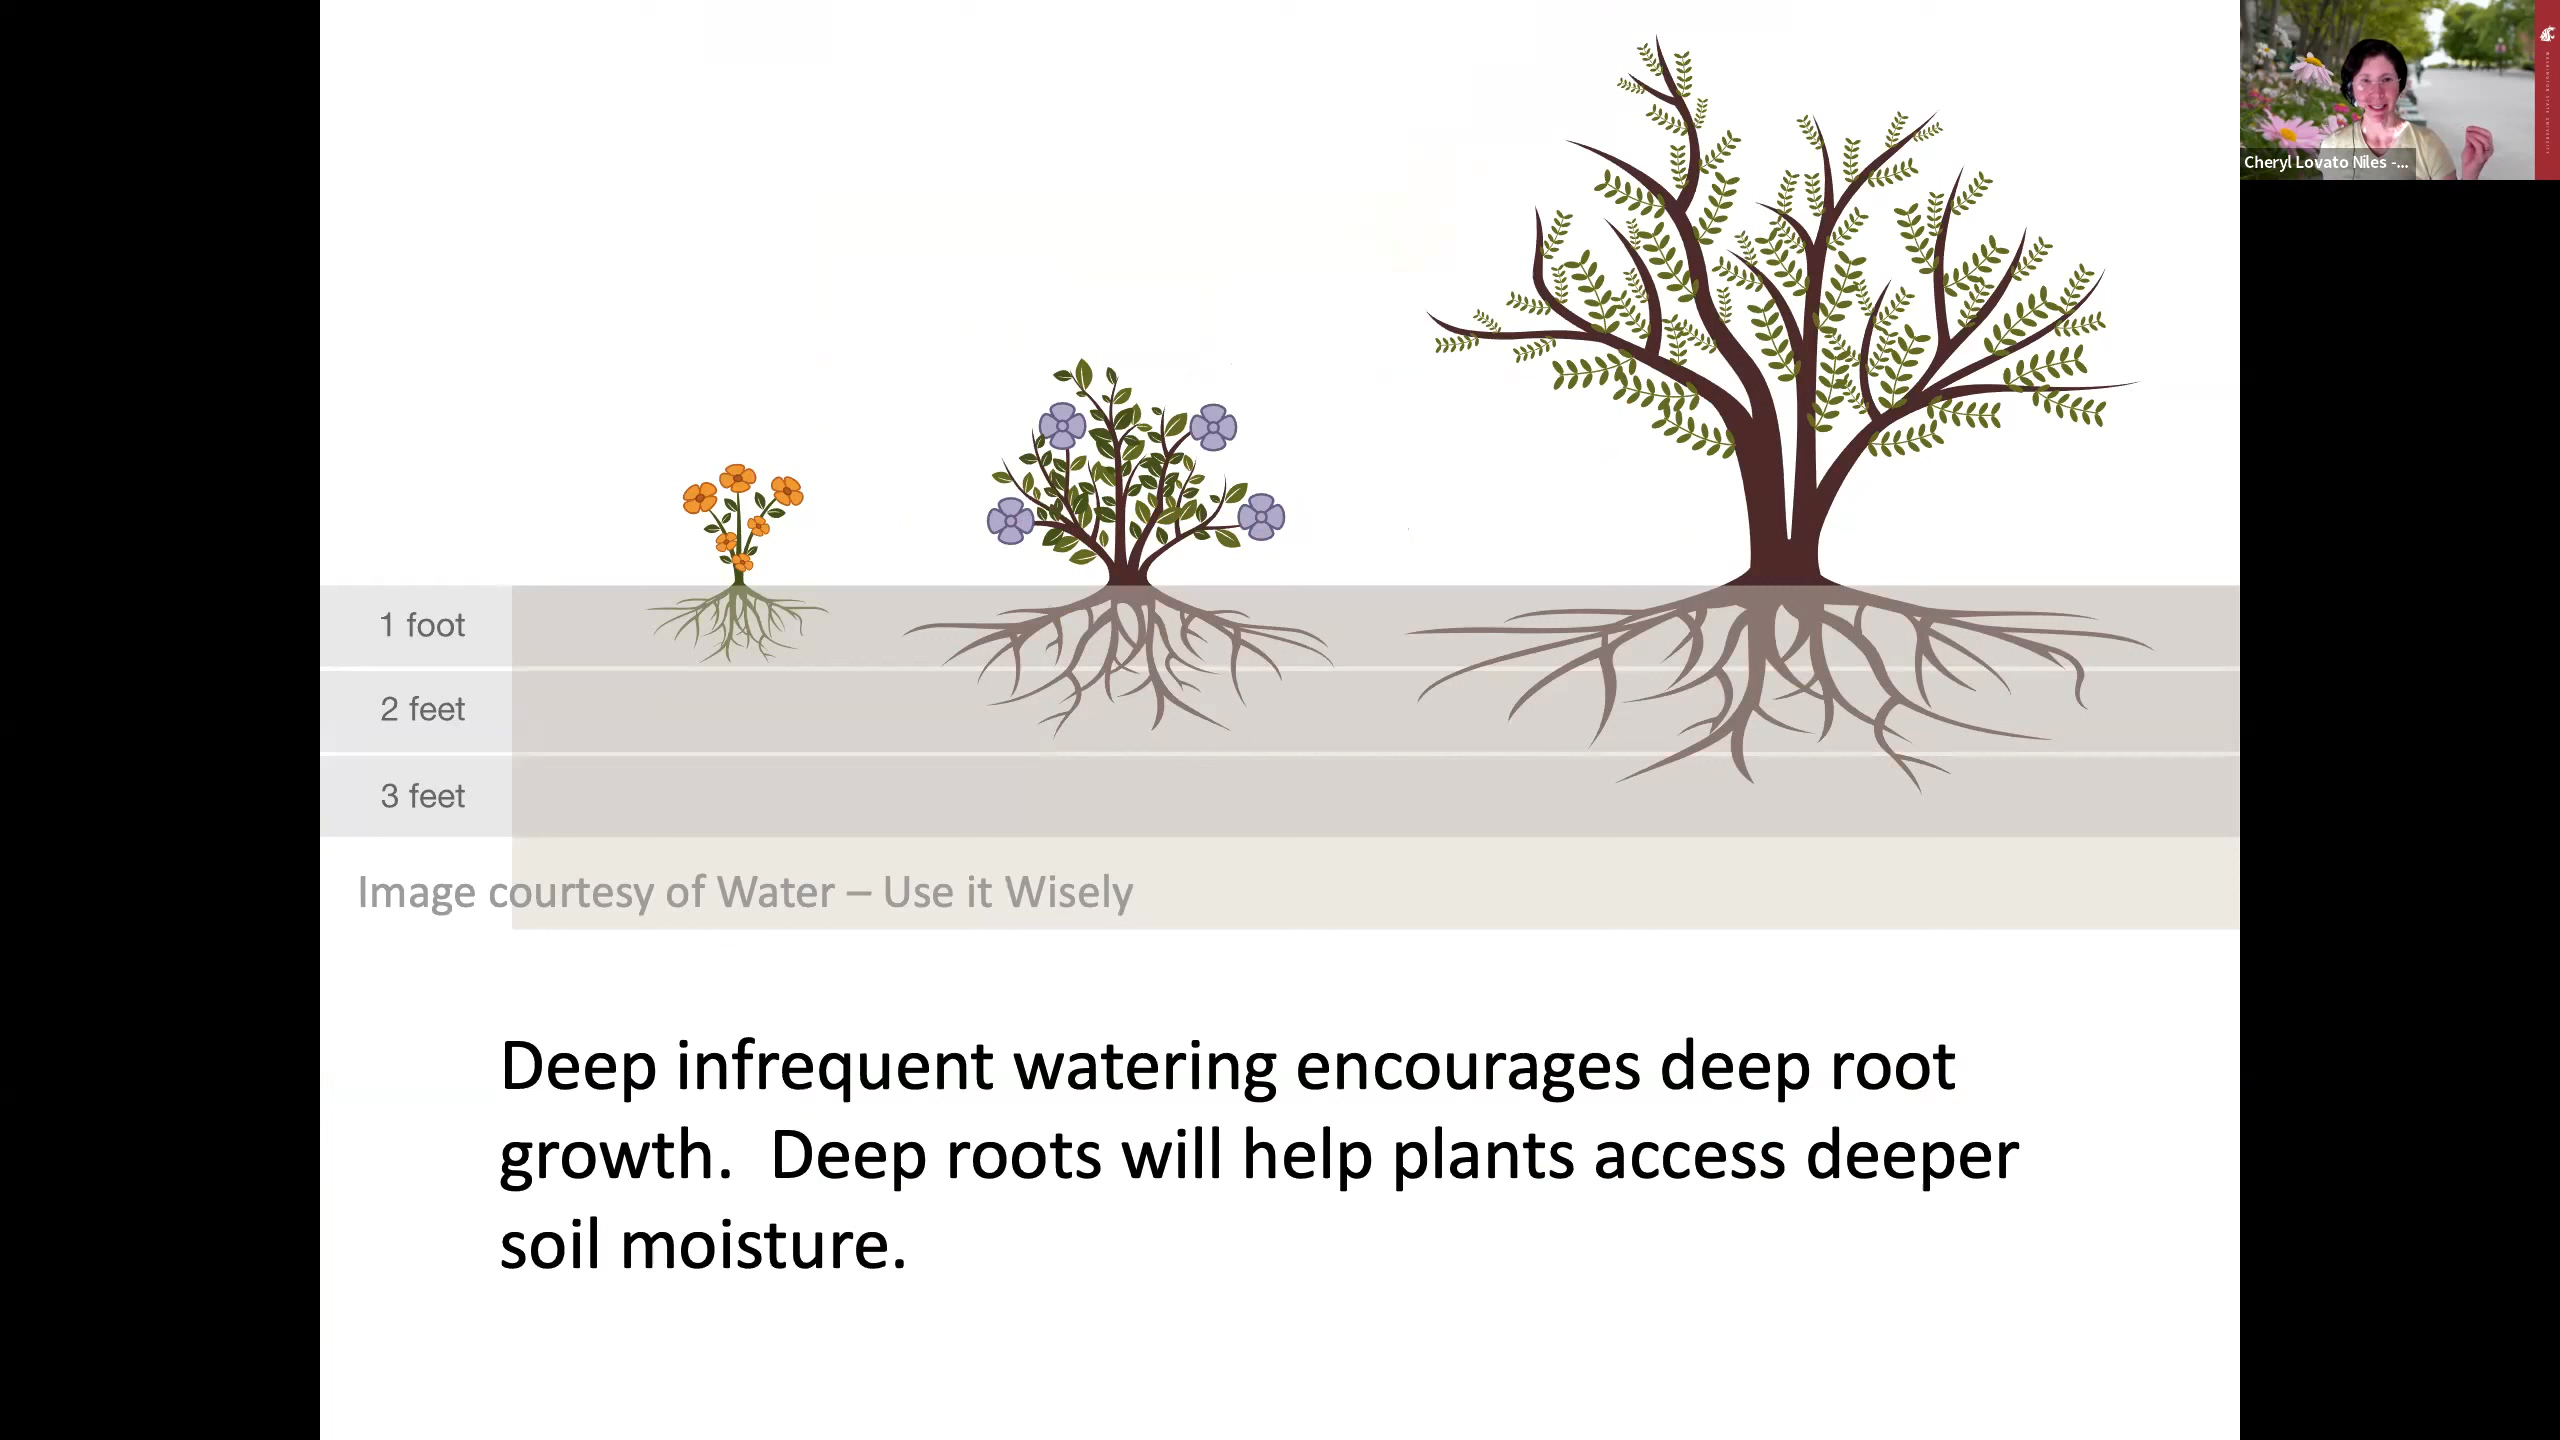 Cheryl Lovato Niles -...
1 foot
2 feet
3 feet
Image courtesy of Water – Use it Wisely
Deep infrequent watering encourages deep root
growth.  Deep roots will help plants access deeper
soil moisture.